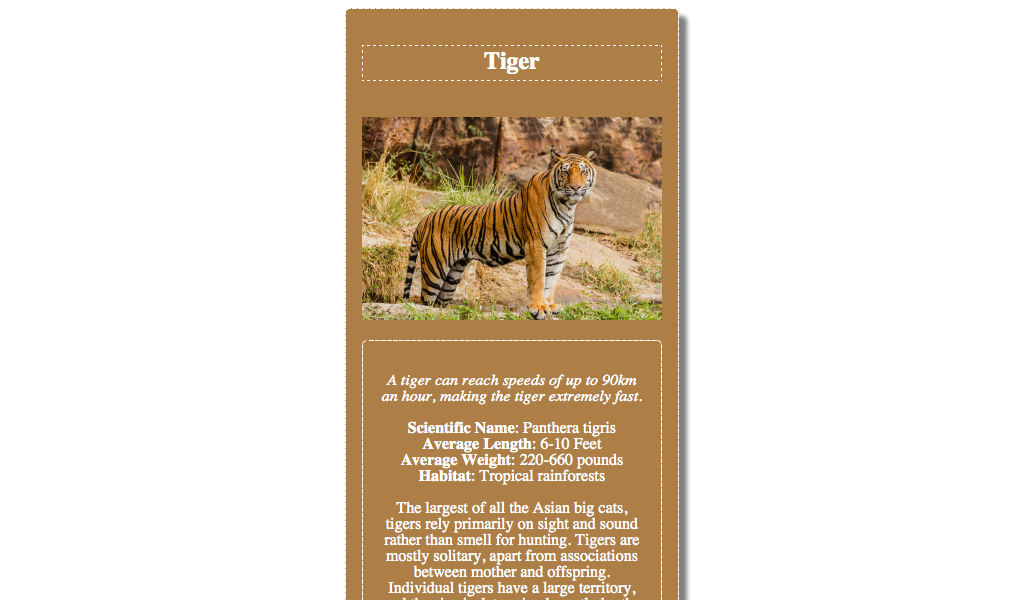 Tiger
A tiger can reach speeds of up to 90km
an hour, making the tiger extremely fast.
Scientific Name: Panthera tigris
Average Length: 6-10 Feet
Average Weight: 220-660 pounds
Habitat: Tropical rainforests
The largest of all the Asian big cats,
tigers rely primarily on sight and sound
rather than smell for hunting. Tigers are
mostly solitary, apart from associations
between mother and offspring.
Individual tigers have a large territory,